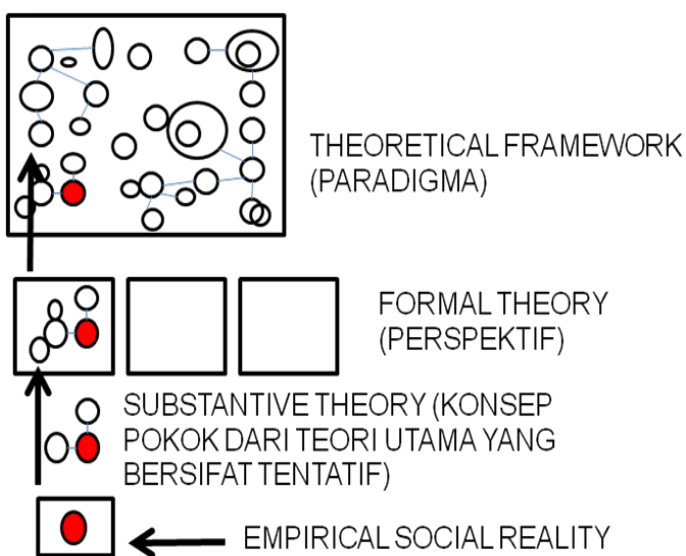 THEORETICAL FRAMEWORK
(PARADIGMA)
FORMAL THEORY
(PERSPEKTIF)
SUBSTANTIVE THEORY (KONSEP
POKOK DARI TEORI UTAMA YANG
BERSIFAT TENTATIF)
EMPIRICAL SOCIAL REALITY